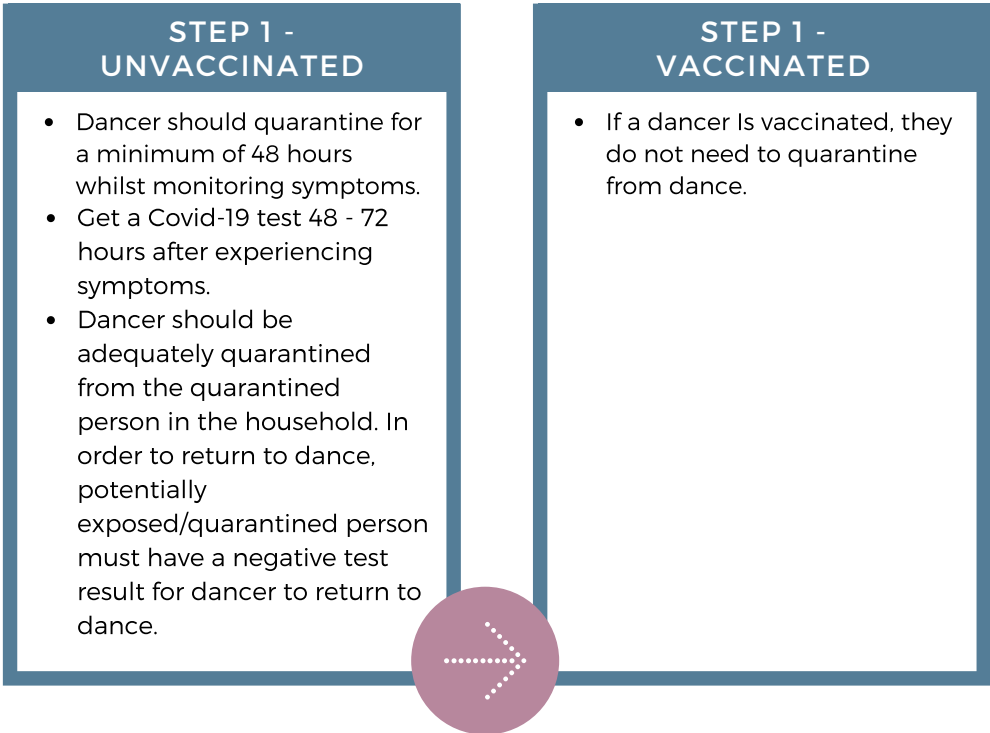 STEP 1 -
UNVACCINATED
• Dancer should quarantine for
a minimum of 48 hours
whilst monitoring symptoms.
• Get a Covid-19 test 48 - 72
hours after experiencing
symptoms.
• Dancer should be
adequately quarantined
from the quarantined
person in the household. In
order to return to dance,
potentially
exposed/quarantined person
must have a negative test
result for dancer to return to
dance.
STEP 1 -
VACCINATED
• If a dancer Is vaccinated, they
do not need to quarantine
from dance.